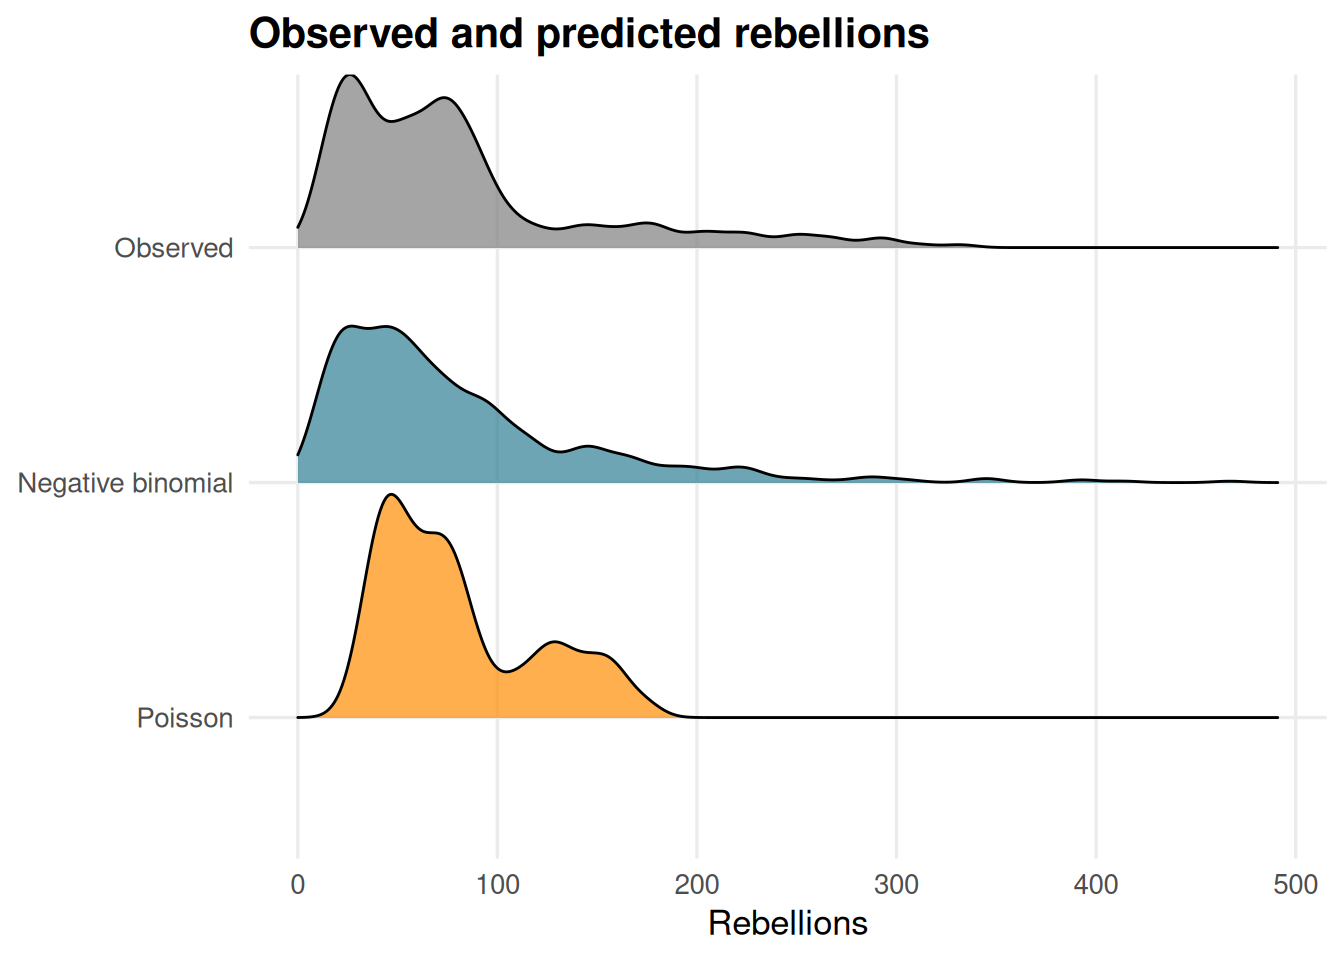 Observed and predicted rebellions
Observed
Negative binomial
Poisson
0 100 200 300 400 500
Rebellions